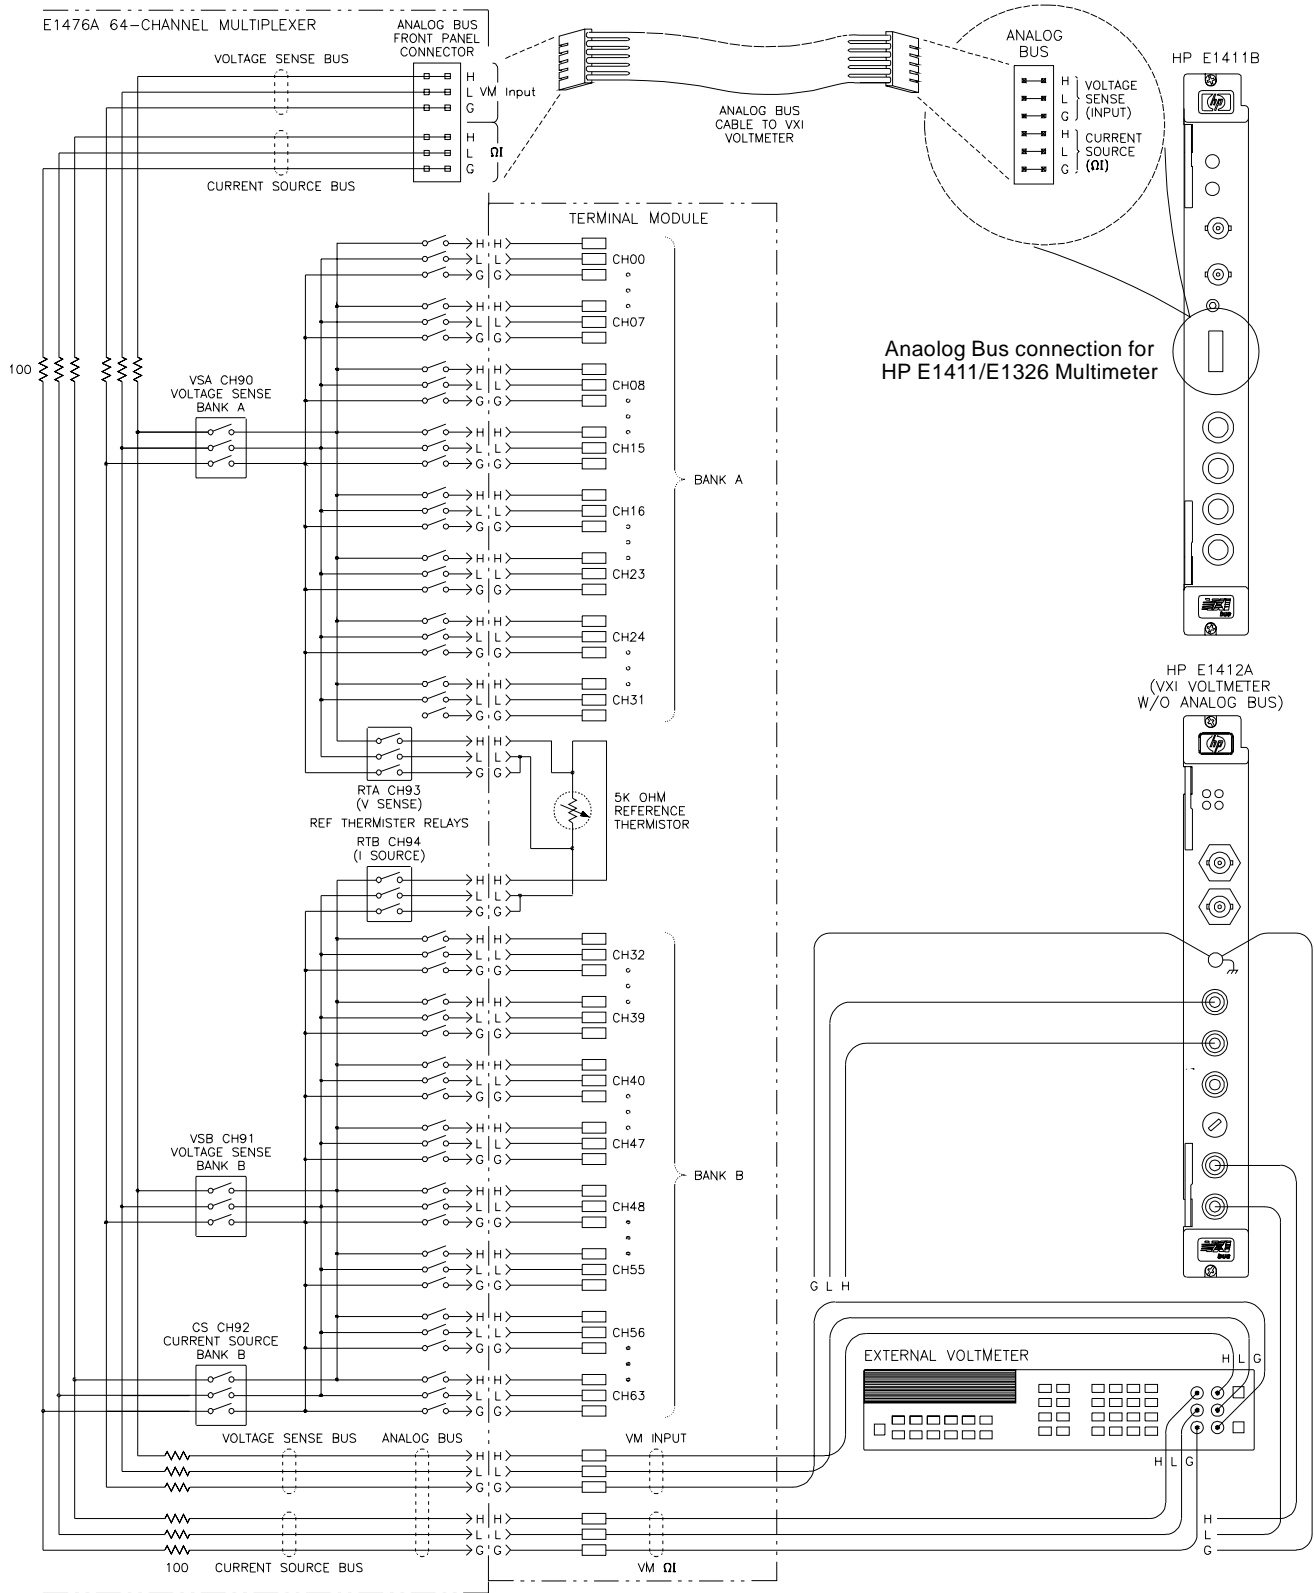 E1476A 64-CHANNEL MULTIPLEXER
ANALOG BUS
FRONT PANEL
CONNECTOR
VOLTAGE SENSE BUS
H
L VM Input
G
H
L ΩI
G
CURRENT SOURCE BUS
ANALOG BUS
CABLE TO VXI
VOLTMETER
ANALOG
BUS
H VOLTAGE
L SENSE
G (INPUT)
H CURRENT
L SOURCE
G (ΩI)
HP E1411B
hp
Anaolog Bus connection for
HP E1411/E1326 Multimeter
bus
TERMINAL MODULE
H H
L L CH00
G G
H H
L L CH07
G G
100
H H
L L CH08
G G
VSA CH90
VOLTAGE SENSE
BANK A
H H
L L CH15
G G
BANK A
H H
L L CH16
G G
H H
L L CH23
G G
H H
L L CH24
G G
H H
L L CH31
G G
H H
L L
G G
RTA CH93
(V SENSE)
REF THERMISTER RELAYS
RTB CH94
(I SOURCE)
5K OHM
REFERENCE
THERMISTOR
H H
L L
G G
HP E1412A
(VXI VOLTMETER
W/O ANALOG BUS)
hp
bus
H H
L L CH32
G G
H H
L L CH39
G G
H H
L L CH40
G G
VSB CH91
VOLTAGE SENSE
BANK B
H H
L L CH47
G G
BANK B
H H
L L CH48
G G
H H
L L CH55
G G
G L H
CS CH92
CURRENT SOURCE
BANK B
H H
L L CH56
G G
H H
L L CH63
G G
EXTERNAL VOLTMETER
H L G
H L G
VOLTAGE SENSE BUS
ANALOG BUS
VM INPUT
H H
L L
G G
H H
L L
G G
100
CURRENT SOURCE BUS
VM ΩI
H
L
G